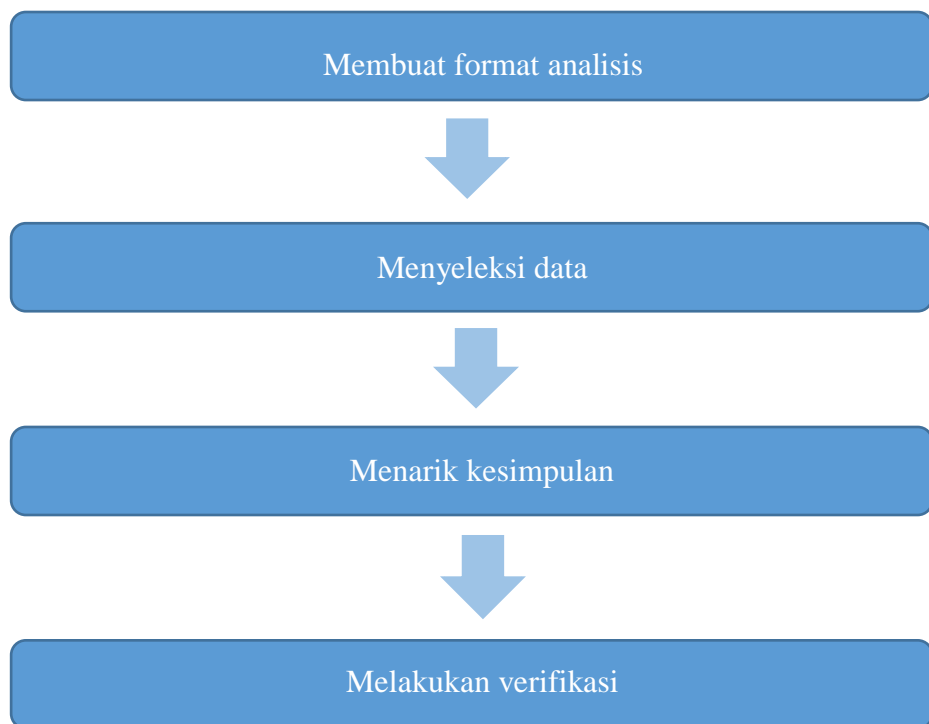 Membuat format analisis
Menyeleksi data
Menarik kesimpulan
Melakukan verifikasi